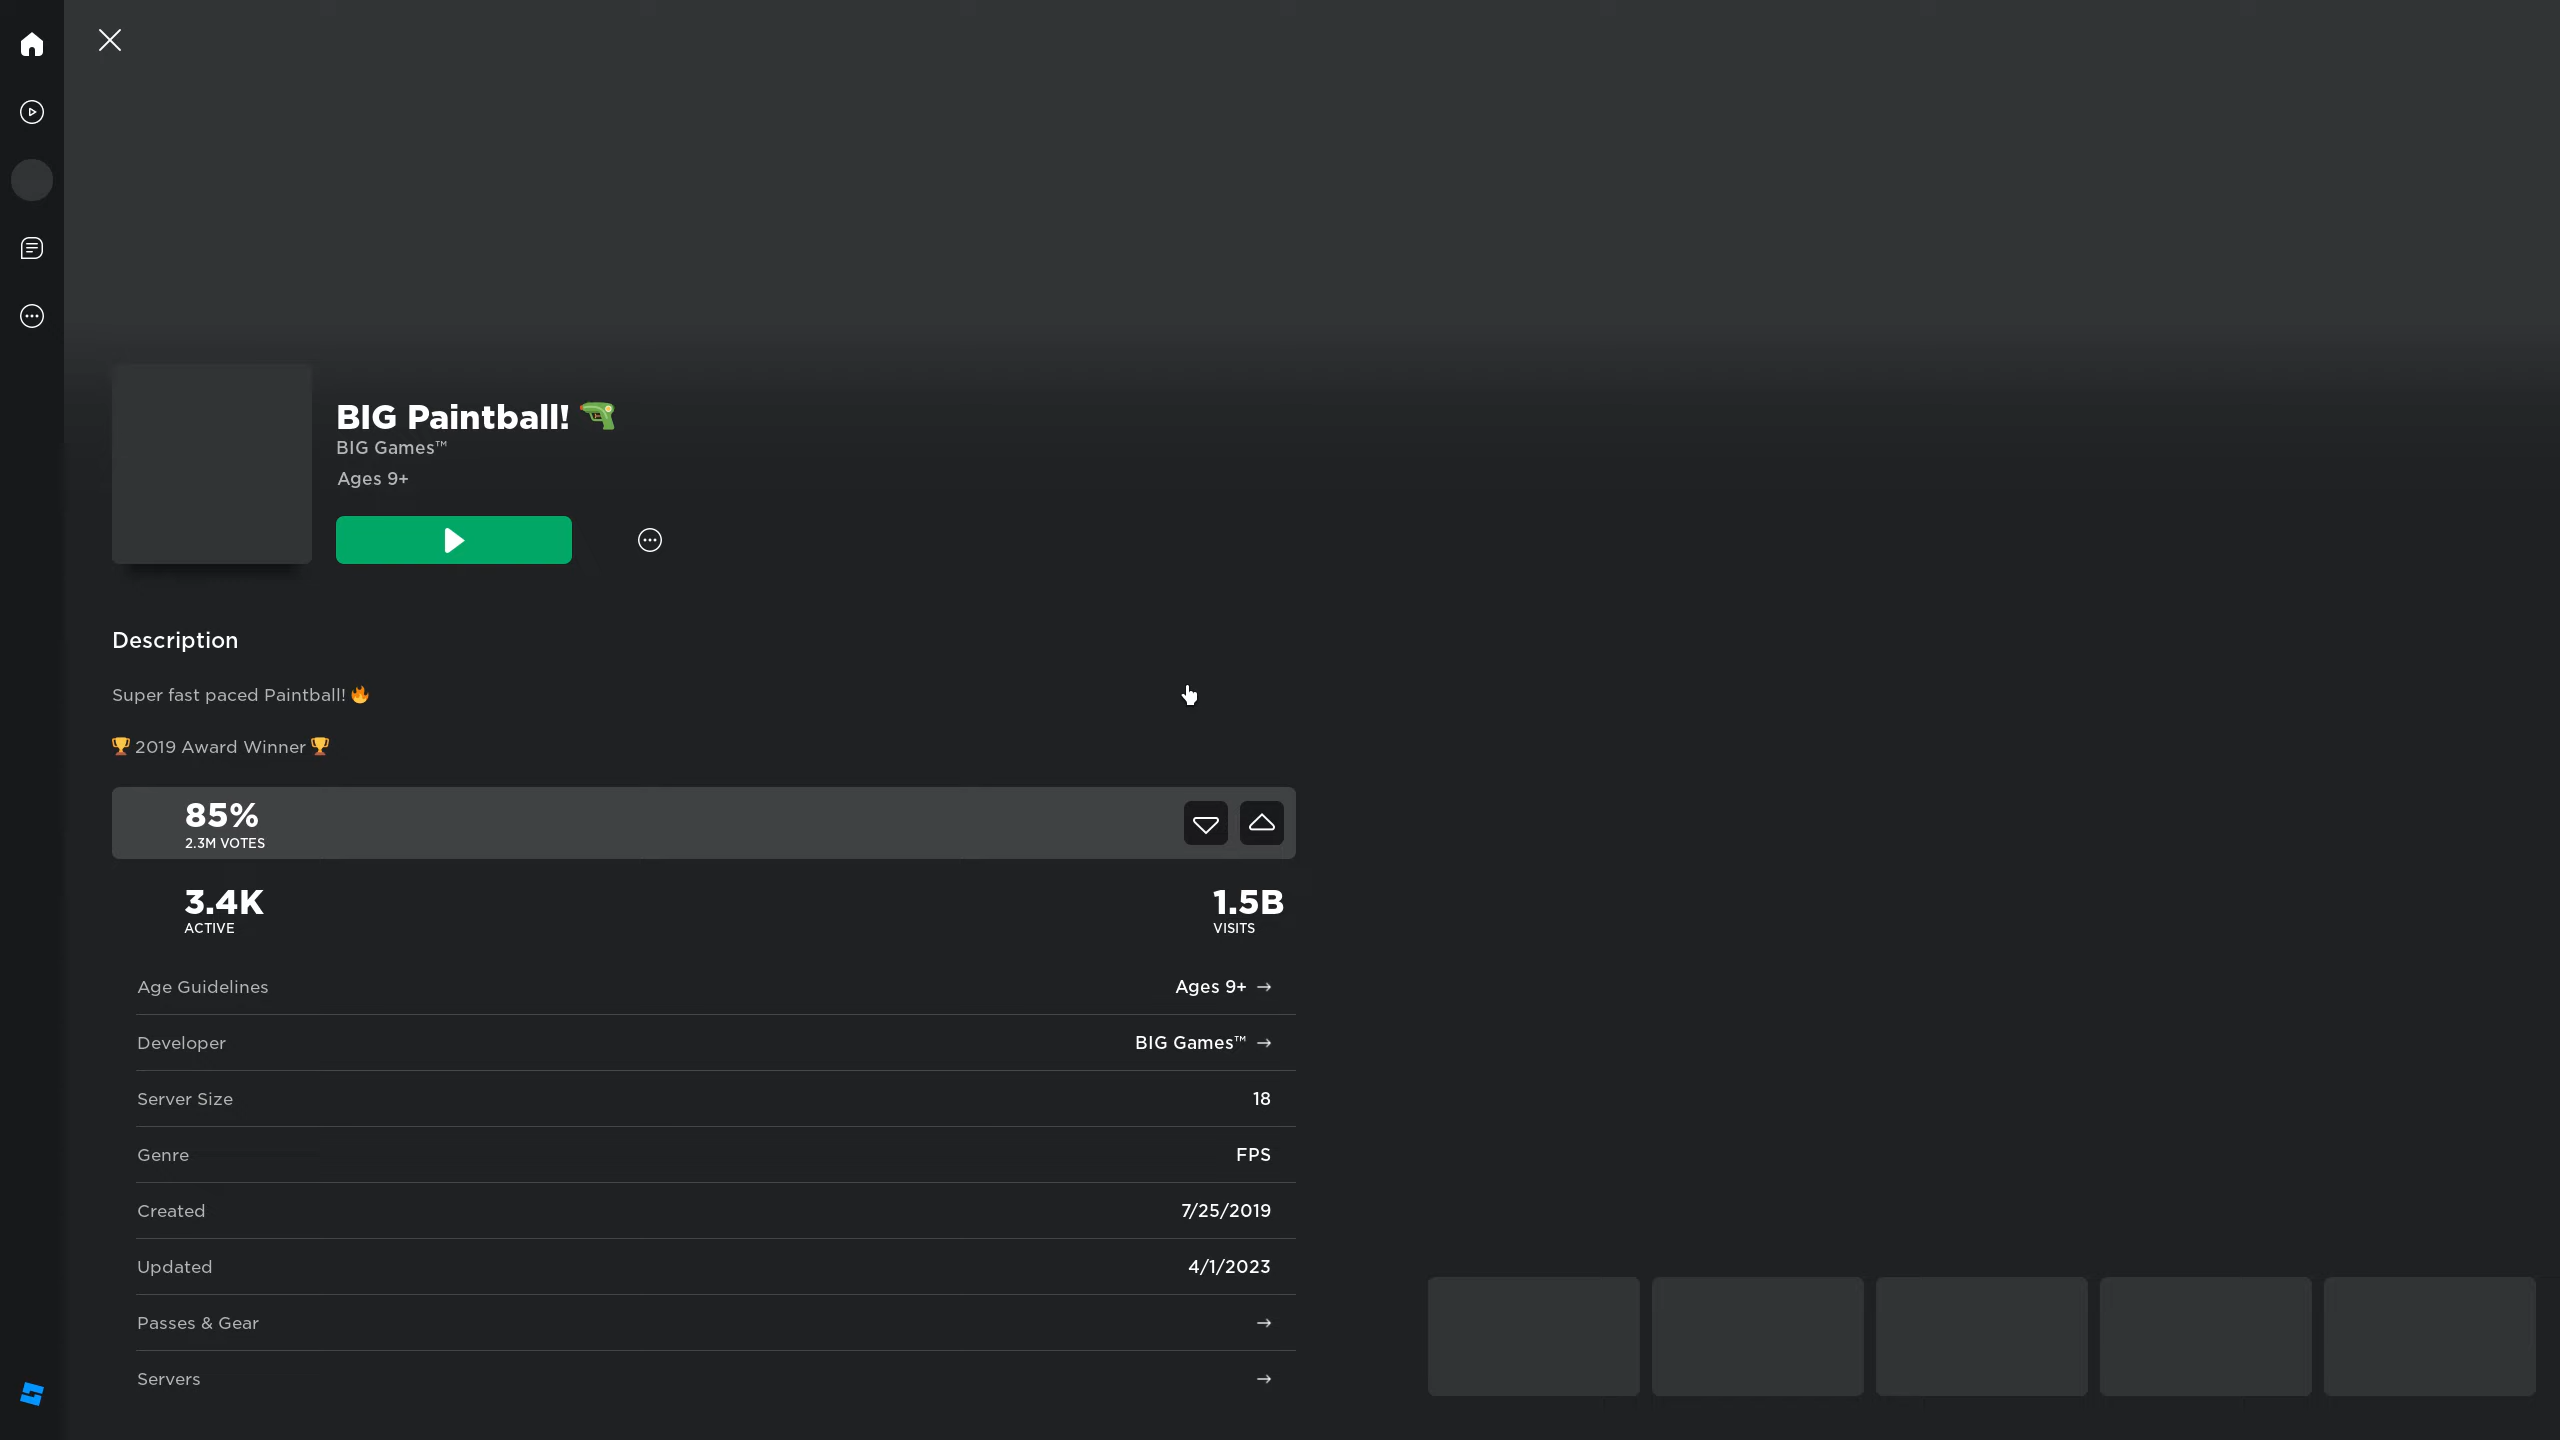 BIG Paintball! 🔫
BIG Games™
Ages 9+
Description
Super fast paced Paintball! 🔥
🏆 2019 Award Winner 🏆
85%
2.3M VOTES
3.4K
ACTIVE
1.5B
VISITS
Age Guidelines Ages 9+ →
Developer BIG Games™ →
Server Size 18
Genre FPS
Created 7/25/2019
Updated 4/1/2023
Passes & Gear →
Servers →